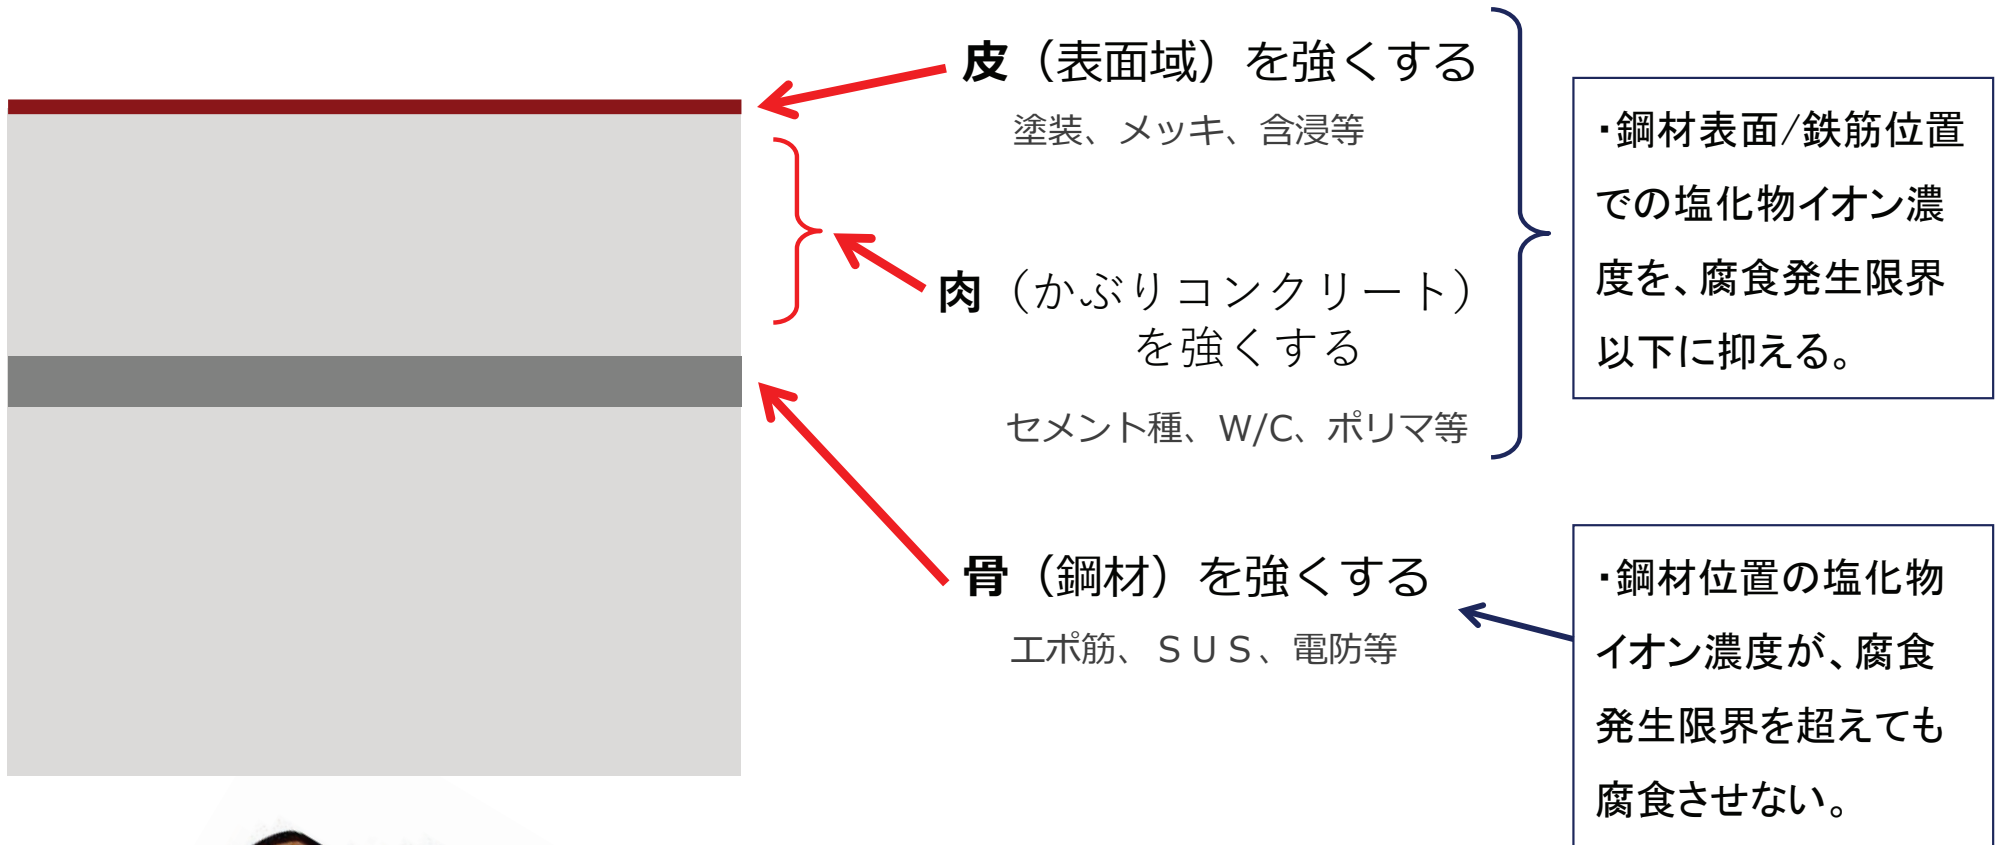 皮（表面域）を強くする
塗装、メッキ、含浸等
肉（かぶりコンクリート）
を強くする
セメント種、W/C、ポリマ等
骨（鋼材）を強くする
エポ筋、ＳＵＳ、電防等
・鋼材表面/鉄筋位置
での塩化物イオン濃
度を、腐食発生限界
以下に抑える。
・鋼材位置の塩化物
イオン濃度が、腐食
発生限界を超えても
腐食させない。